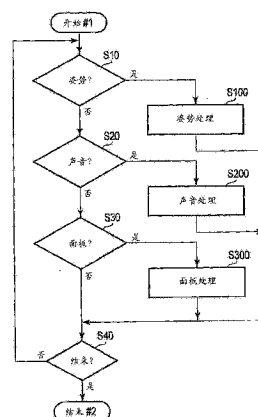 开始#1
S10
姿势?
是
S100
姿势处理
否
S20
声音?
是
S200
声音处理
否
S30
面板?
是
S300
面板处理
否
S40
否
结束?
是
结束#2